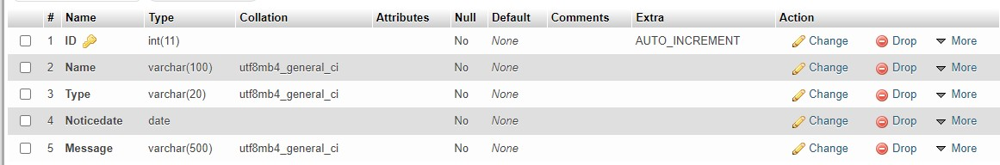 # Name Type Collation Attributes Null Default Comments Extra Action
1 ID int(11) No None AUTO_INCREMENT Change Drop More
2 Name varchar(100) utf8mb4_general_ci No None Change Drop More
3 Type varchar(20) utf8mb4_general_ci No None Change Drop More
4 Noticedate date No None Change Drop More
5 Message varchar(500) utf8mb4_general_ci No None Change Drop More